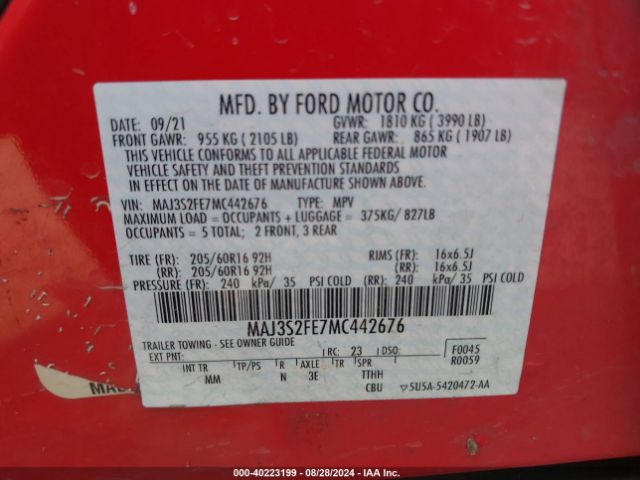 MFD. BY FORD MOTOR CO.
DATE: 09/21 GVWR: 1810 KG ( 3990 LB)
FRONT GAWR: 955 KG ( 2105 LB) REAR GAWR: 865 KG ( 1907 LB)
THIS VEHICLE CONFORMS TO ALL APPLICABLE FEDERAL MOTOR
VEHICLE SAFETY AND THEFT PREVENTION STANDARDS
IN EFFECT ON THE DATE OF MANUFACTURE SHOWN ABOVE.
VIN: MAJ3S2FE7MC442676 TYPE: MPV
MAXIMUM LOAD = OCCUPANTS + LUGGAGE = 375KG/ 827LB
OCCUPANTS = 5 TOTAL; 2 FRONT, 3 REAR
TIRE (FR): 205/60R16 92H RIMS (FR): 16x6.5J
(RR): 205/60R16 92H (RR): 16x6.5J
PRESSURE (FR): 240 kPa/ 35 PSI COLD (RR): 240 kPa/ 35 PSI COLD
MAJ3S2FE7MC442676
TRAILER TOWING - SEE OWNER GUIDE
EXT PNT: RC: 23 DSO: F0045
R0059
INT TR TP/PS R AXLE TR SPR
MM N 3E TTHH
CBU 5U5A-5420472-AA
000-40223199 - 08/28/2024 - IAA Inc.